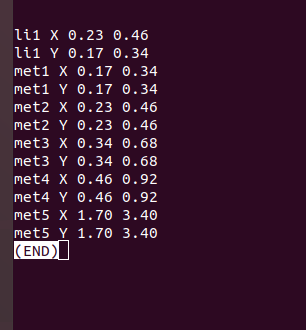 li1 X 0.23 0.46
li1 Y 0.17 0.34
met1 X 0.17 0.34
met1 Y 0.17 0.34
met2 X 0.23 0.46
met2 Y 0.23 0.46
met3 X 0.34 0.68
met3 Y 0.34 0.68
met4 X 0.46 0.92
met4 Y 0.46 0.92
met5 X 1.70 3.40
met5 Y 1.70 3.40
(END)